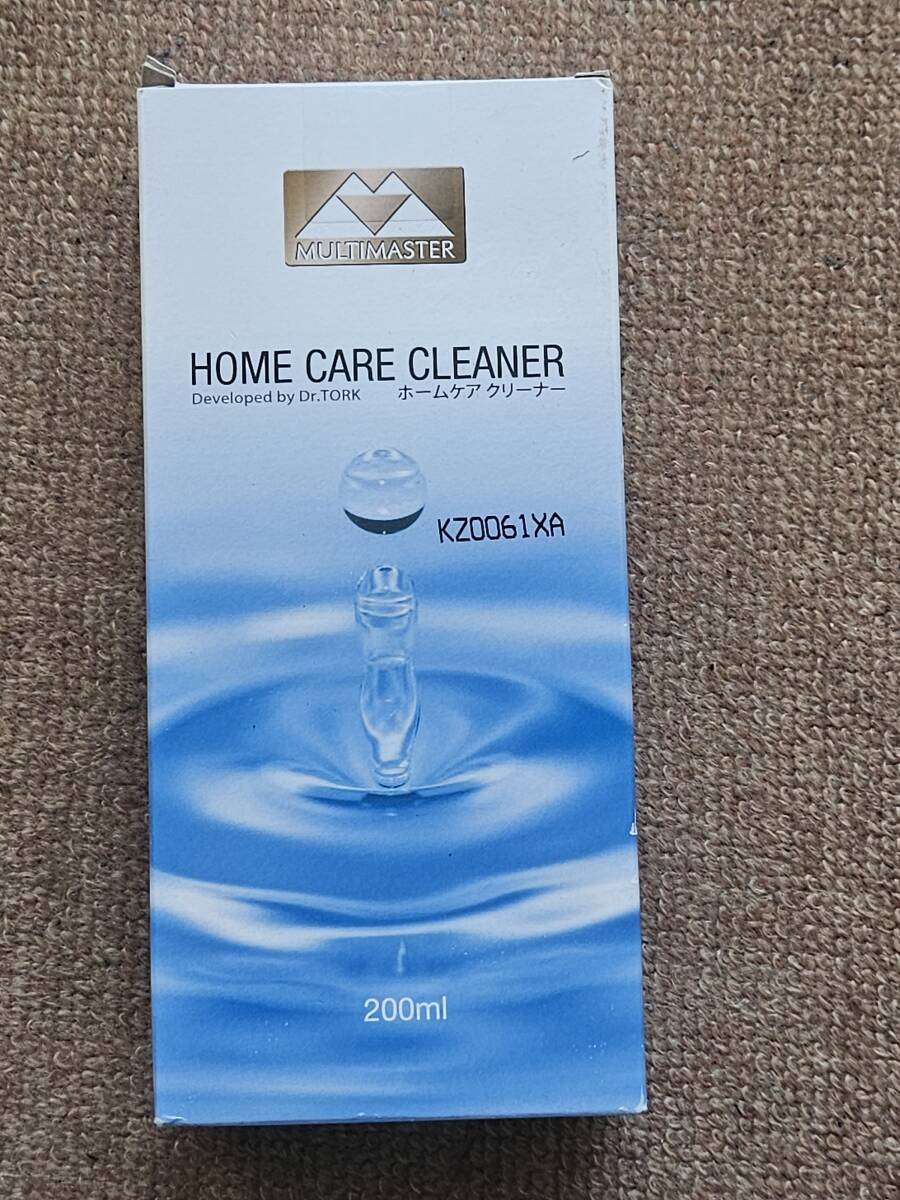 MULTIMASTER
HOME CARE CLEANER
Developed by Dr.TORK ホームケア クリーナー
KZ0061XA
200ml